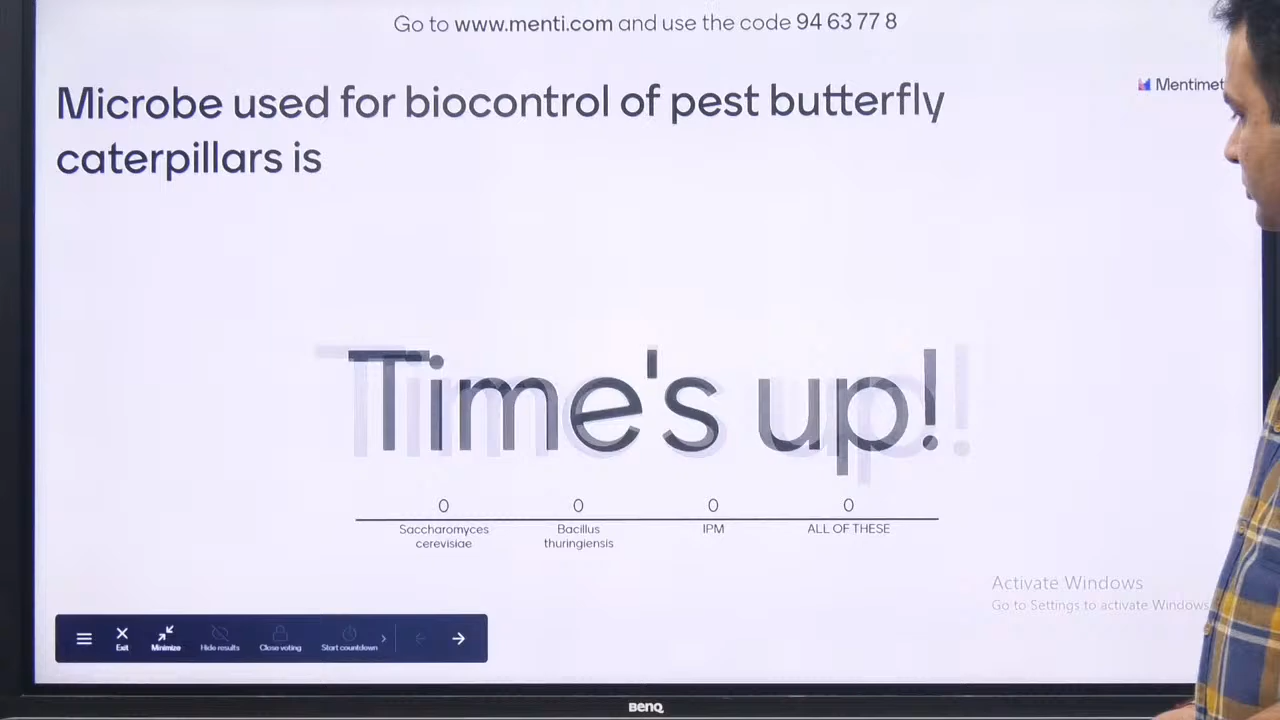 Go to www.menti.com and use the code 94 63 77 8
Mentimet
Microbe used for biocontrol of pest butterfly
caterpillars is
Time's up!
0 0 0 0
Saccharomyces cerevisiae
Bacillus thuringiensis
IPM
ALL OF THESE
Activate Windows
Go to Settings to activate Windows.
Exit
Minimize
Hide results
Close voting
Start countdown
BenQ